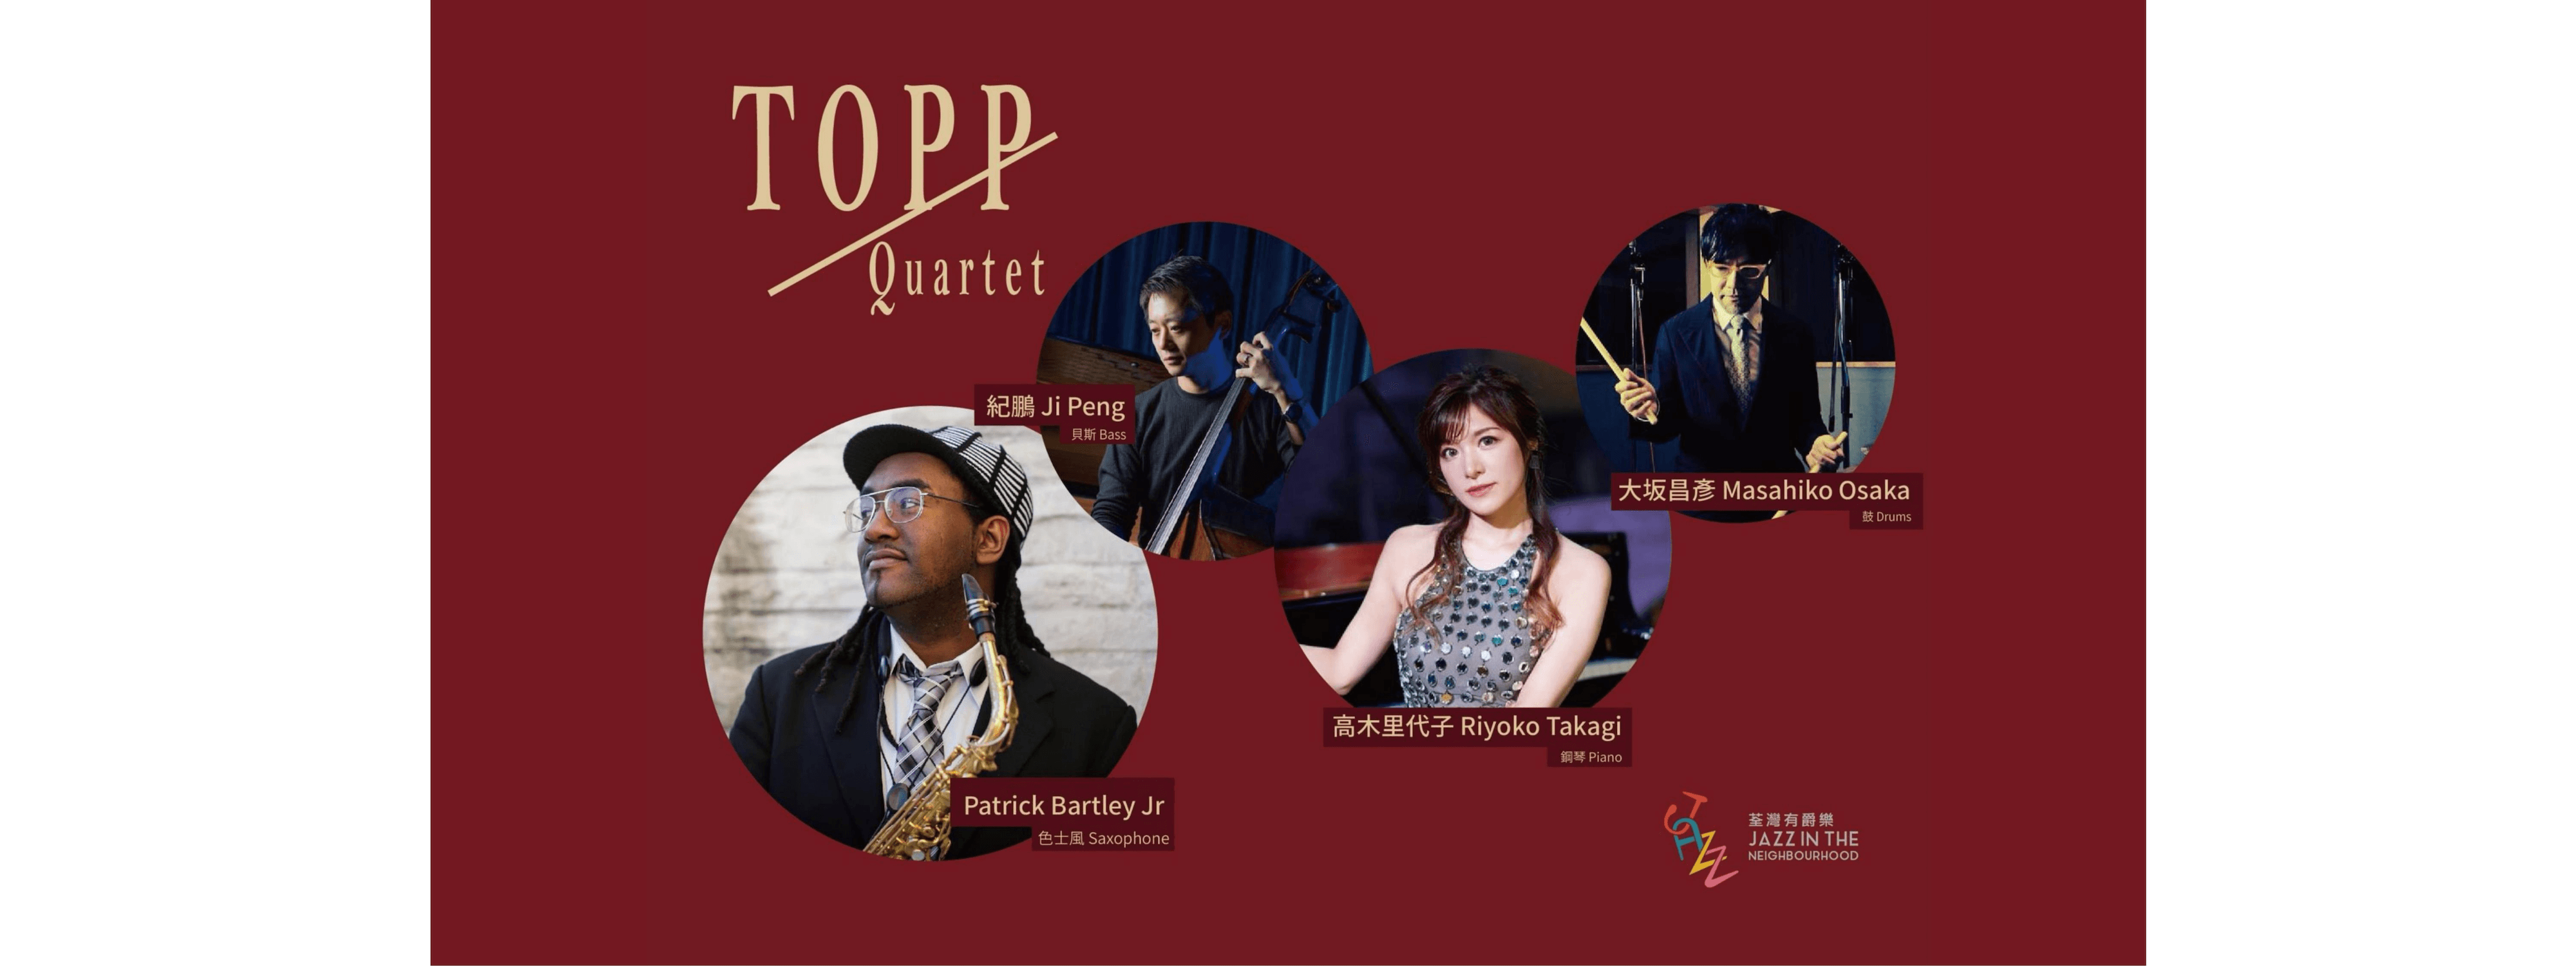 TOPP
Quartet
紀鵬 Ji Peng
貝斯 Bass
大坂昌彥 Masahiko Osaka
鼓 Drums
高木里代子 Riyoko Takagi
鋼琴 Piano
Patrick Bartley Jr
色士風 Saxophone
JAZZ
荃灣有爵樂
JAZZ IN THE
NEIGHBOURHOOD